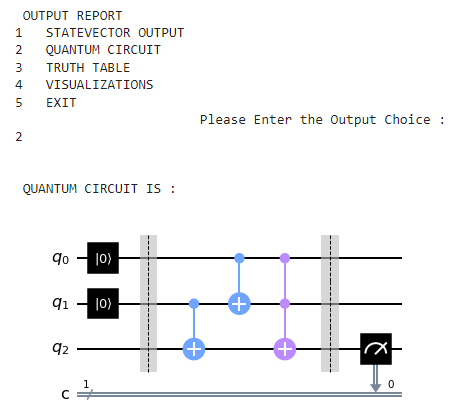 OUTPUT REPORT
1 STATEVECTOR OUTPUT
2 QUANTUM CIRCUIT
3 TRUTH TABLE
4 VISUALIZATIONS
5 EXIT
Please Enter the Output Choice :
2
QUANTUM CIRCUIT IS :
q₀ |0⟩
q₁ |0⟩
q₂
c 1 0